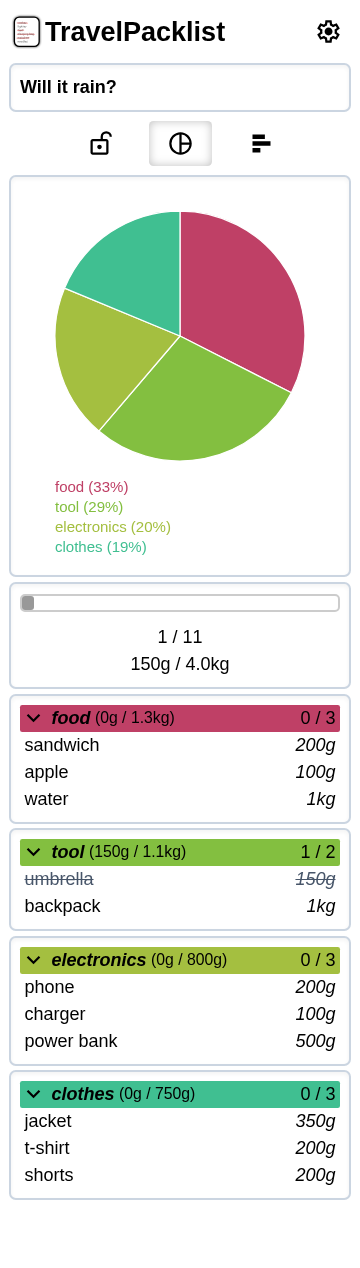 TravelPacklist
Will it rain?
food (33%)
tool (29%)
electronics (20%)
clothes (19%)
1 / 11
150g / 4.0kg
food (0g / 1.3kg) 0 / 3
sandwich 200g
apple 100g
water 1kg
tool (150g / 1.1kg) 1 / 2
umbrella 150g
backpack 1kg
electronics (0g / 800g) 0 / 3
phone 200g
charger 100g
power bank 500g
clothes (0g / 750g) 0 / 3
jacket 350g
t-shirt 200g
shorts 200g